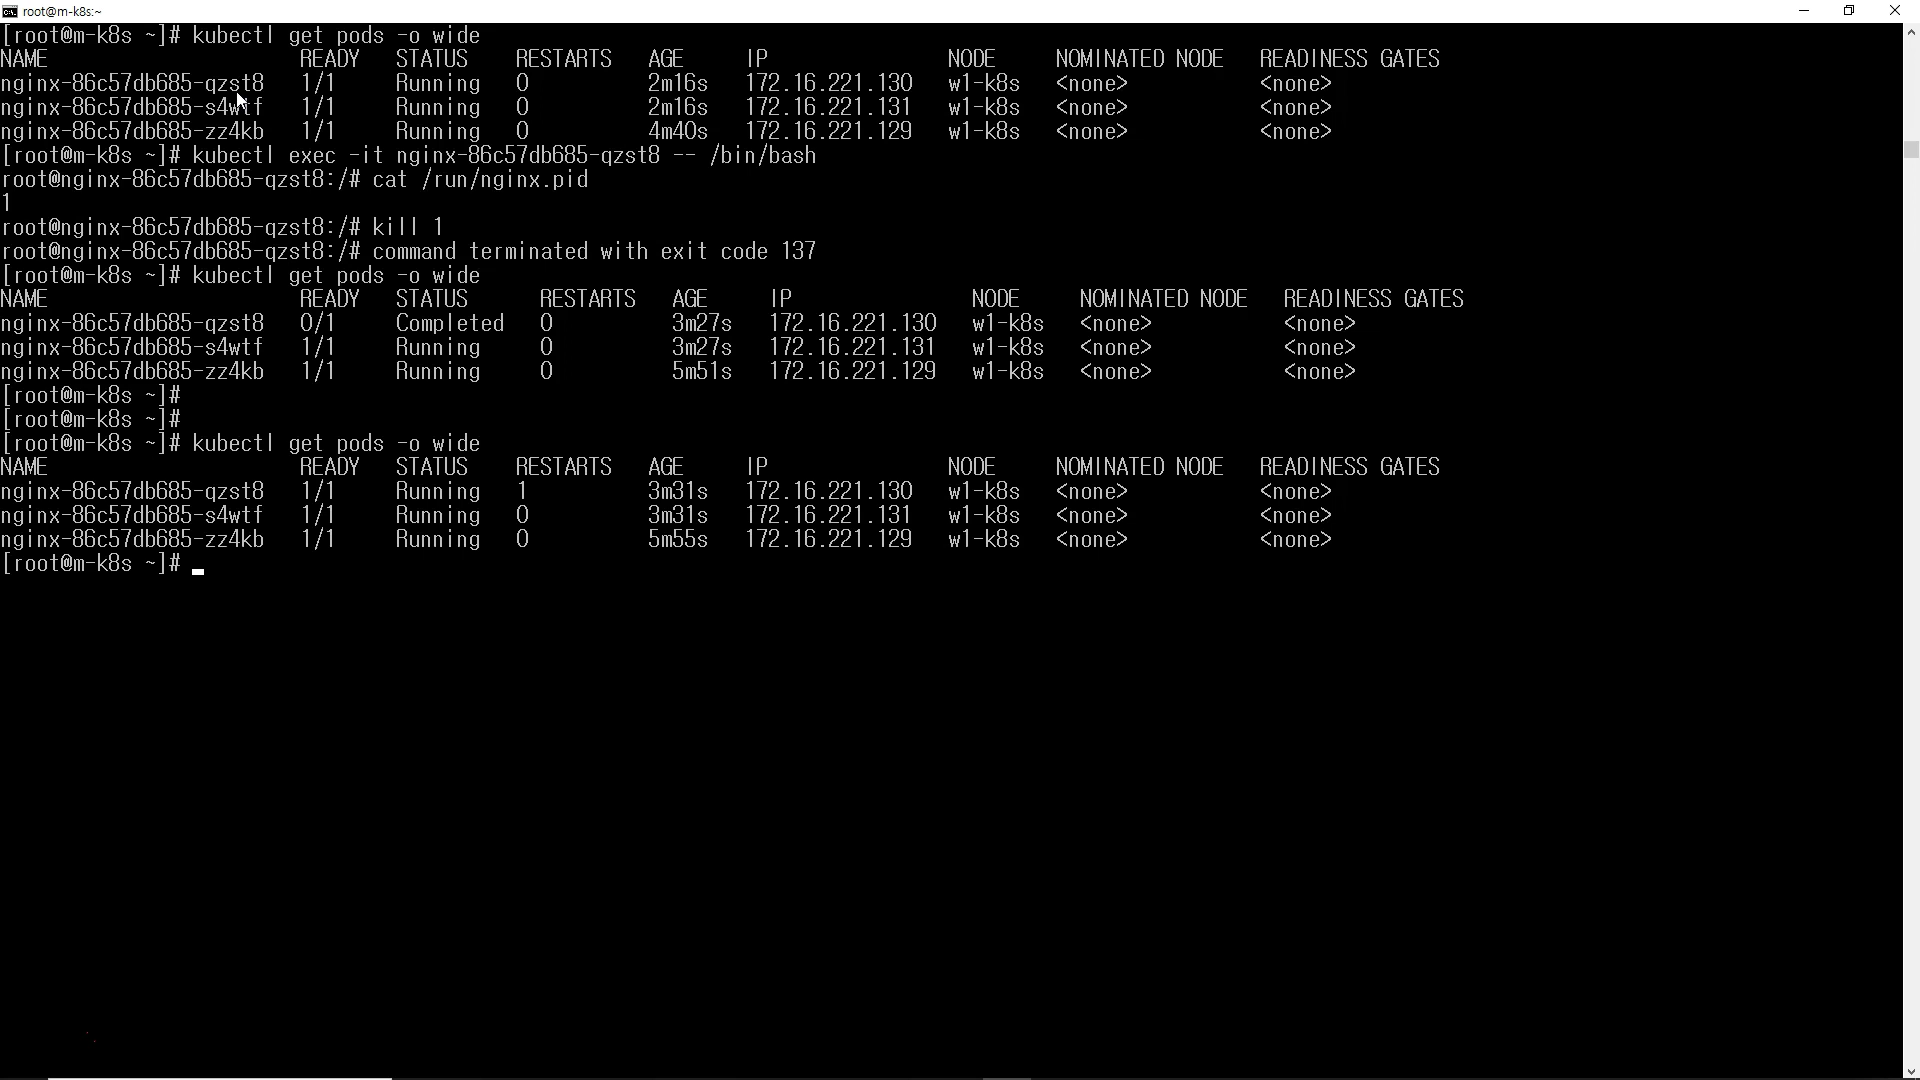 root@m-k8s:~
[root@m-k8s ~]# kubectl get pods -o wide
NAME READY STATUS RESTARTS AGE IP NODE NOMINATED NODE READINESS GATES
nginx-86c57db685-qzst8 1/1 Running 0 2m16s 172.16.221.130 w1-k8s <none> <none>
nginx-86c57db685-s4wtf 1/1 Running 0 2m16s 172.16.221.131 w1-k8s <none> <none>
nginx-86c57db685-zz4kb 1/1 Running 0 4m40s 172.16.221.129 w1-k8s <none> <none>
[root@m-k8s ~]# kubectl exec -it nginx-86c57db685-qzst8 -- /bin/bash
root@nginx-86c57db685-qzst8:/# cat /run/nginx.pid
1
root@nginx-86c57db685-qzst8:/# kill 1
root@nginx-86c57db685-qzst8:/# command terminated with exit code 137
[root@m-k8s ~]# kubectl get pods -o wide
NAME READY STATUS RESTARTS AGE IP NODE NOMINATED NODE READINESS GATES
nginx-86c57db685-qzst8 0/1 Completed 0 3m27s 172.16.221.130 w1-k8s <none> <none>
nginx-86c57db685-s4wtf 1/1 Running 0 3m27s 172.16.221.131 w1-k8s <none> <none>
nginx-86c57db685-zz4kb 1/1 Running 0 5m51s 172.16.221.129 w1-k8s <none> <none>
[root@m-k8s ~]#
[root@m-k8s ~]#
[root@m-k8s ~]# kubectl get pods -o wide
NAME READY STATUS RESTARTS AGE IP NODE NOMINATED NODE READINESS GATES
nginx-86c57db685-qzst8 1/1 Running 1 3m31s 172.16.221.130 w1-k8s <none> <none>
nginx-86c57db685-s4wtf 1/1 Running 0 3m31s 172.16.221.131 w1-k8s <none> <none>
nginx-86c57db685-zz4kb 1/1 Running 0 5m55s 172.16.221.129 w1-k8s <none> <none>
[root@m-k8s ~]#